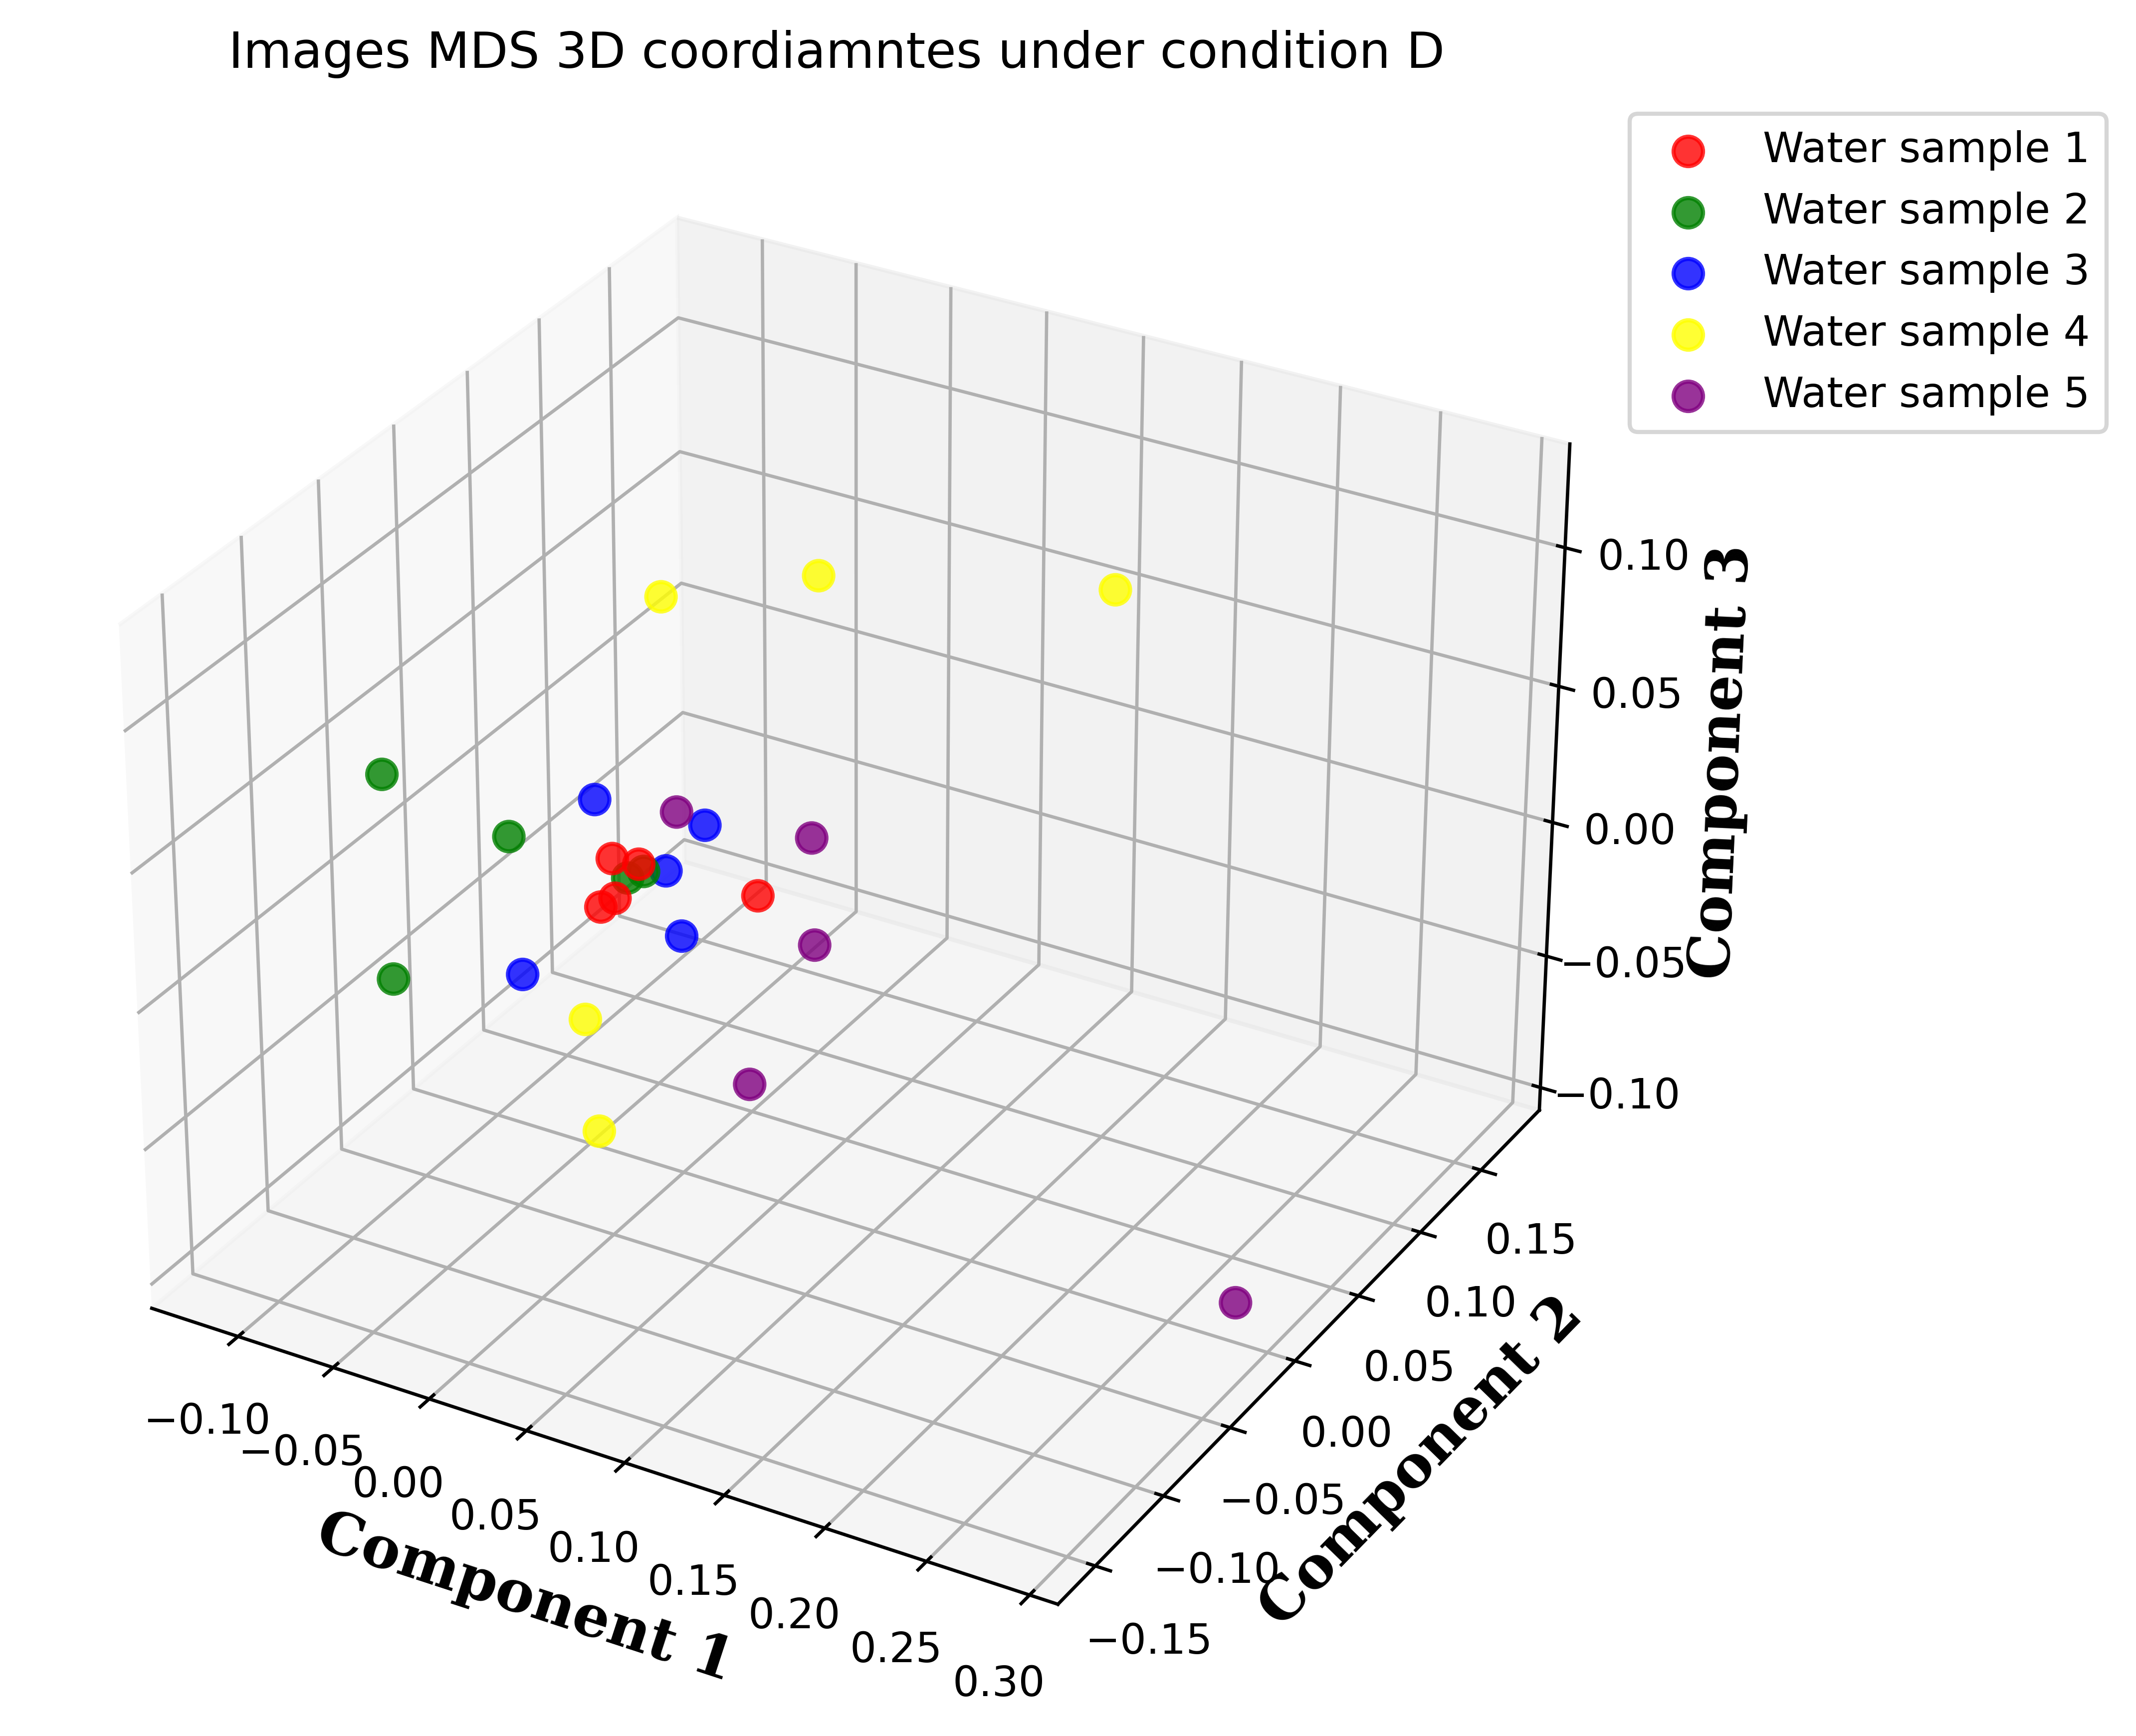 Images MDS 3D coordiamntes under condition D
Water sample 1
Water sample 2
Water sample 3
Water sample 4
Water sample 5
0.10
0.05
0.00
−0.05
−0.10
Component 3
0.15
0.10
0.05
0.00
−0.05
−0.10
−0.15
Component 2
−0.10
−0.05
0.00
0.05
0.10
0.15
0.20
0.25
0.30
Component 1